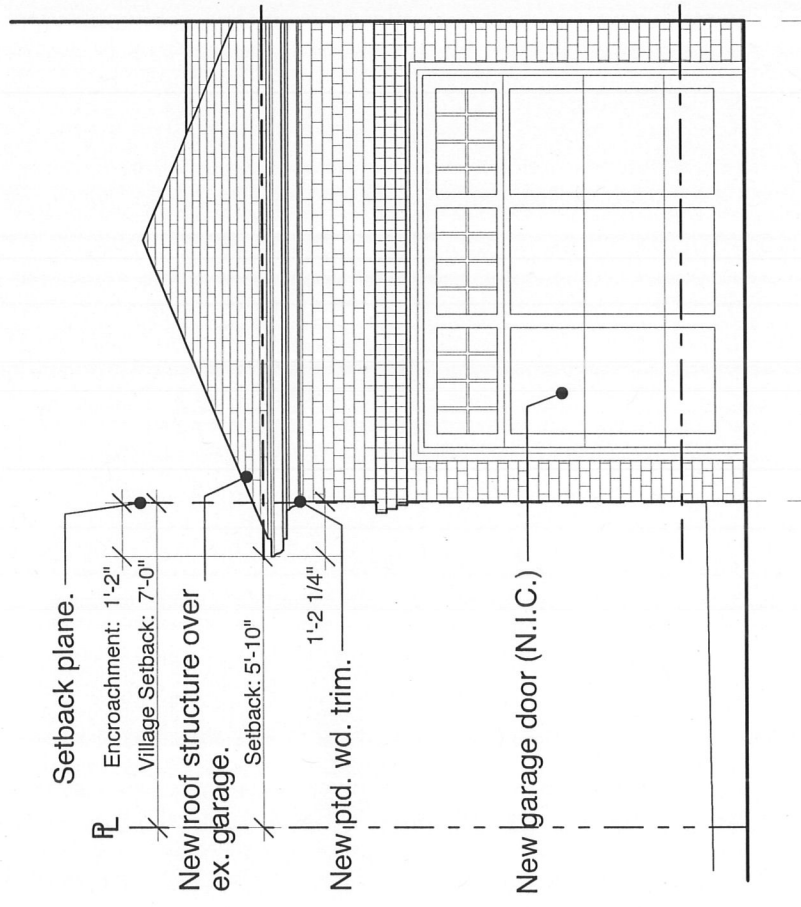 Setback plane.
Encroachment: 1'-2"
Village Setback: 7'-0"
PL
New roof structure over
ex. garage.
Setback: 5'-10"
1'-2 1/4"
New ptd. wd. trim.
New garage door (N.I.C.)